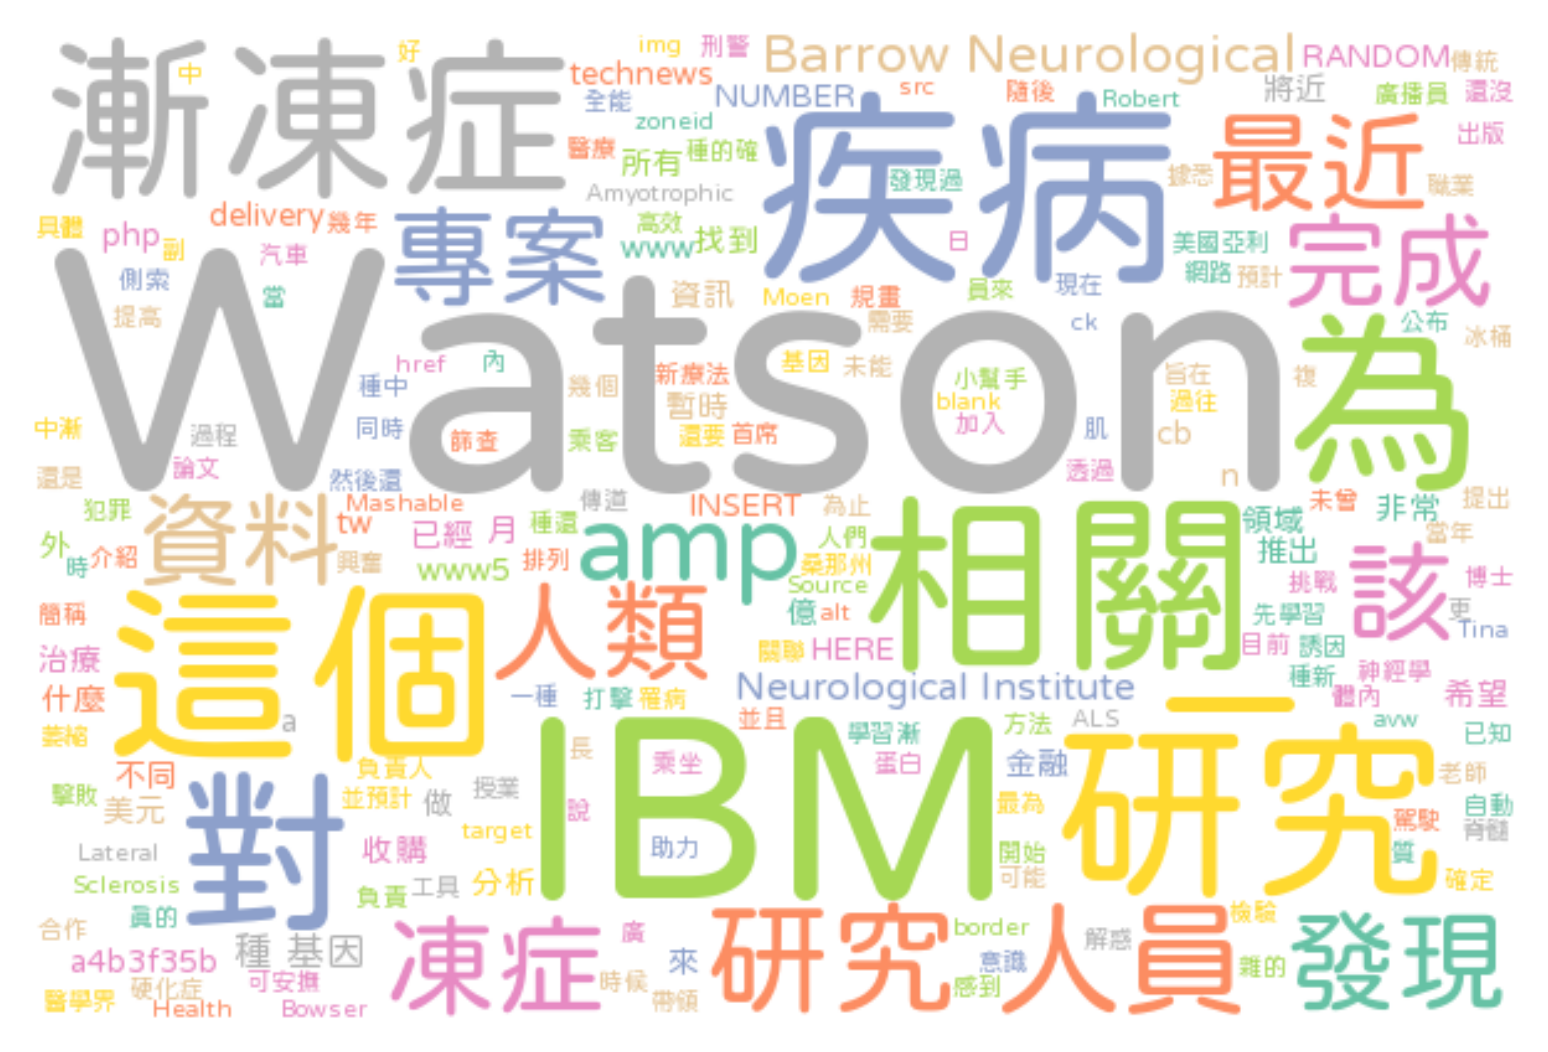 漸凍症
中
好
img
刑警
Barrow Neurological
RANDOM
傳統
technews
全能
NUMBER
src
隨後
Robert
將近
廣播員
還沒
zoneid
醫療
所有
種的確
疾病
最近
出版
Amyotrophic
發現過
據悉
職業
具體
php
副
delivery
幾年
專案
高效
www
找到
日
美國亞利
完成
汽車
側索
當
提高
網路
預計
資訊
Moen
規畫
員來
現在
需要
ck
公布
冰桶
Watson
為
href
內
種中
幾個
新療法
基因
未能
小幫手
旨在
複
暫時
blank
過往
中漸
過程
同時
篩查
乘客
還要
首席
加入
肌
cb
論文
還是
然後還
透過
n
資料
Mashable
傳道
INSERT
為止
相關
領域
未曾
非常
提出
犯罪
tw
已經
月
種還
amp
人們
當年
外
時
介紹
興奮
www5
排列
桑那州
推出
該
挑戰
博士
簡稱
這個
人類
Source
億
alt
先學習
更
Tina
治療
關聯
HERE
目前
誘因
神經學
什麼
一種
打擊
罹病
Neurological Institute
種新
體內
希望
萎縮
a
並且
學習漸
方法
ALS
一
avw
已知
不同
負責人
長
IBM
乘坐
蛋白
金融
研究
老師
擊敗
美元
對
並預計
做
授業
說
最為
自動
駕駛
脊髓
Lateral
收購
target
助力
開始
質
Sclerosis
負責
工具
分析
可能
確定
真的
合作
種
基因
凍症
廣
研究
border
人員
檢驗
發現
解惑
a4b3f35b
可安撫
來
意識
雜的
醫學界
硬化症
Health
Bowser
時候
帶領
感到